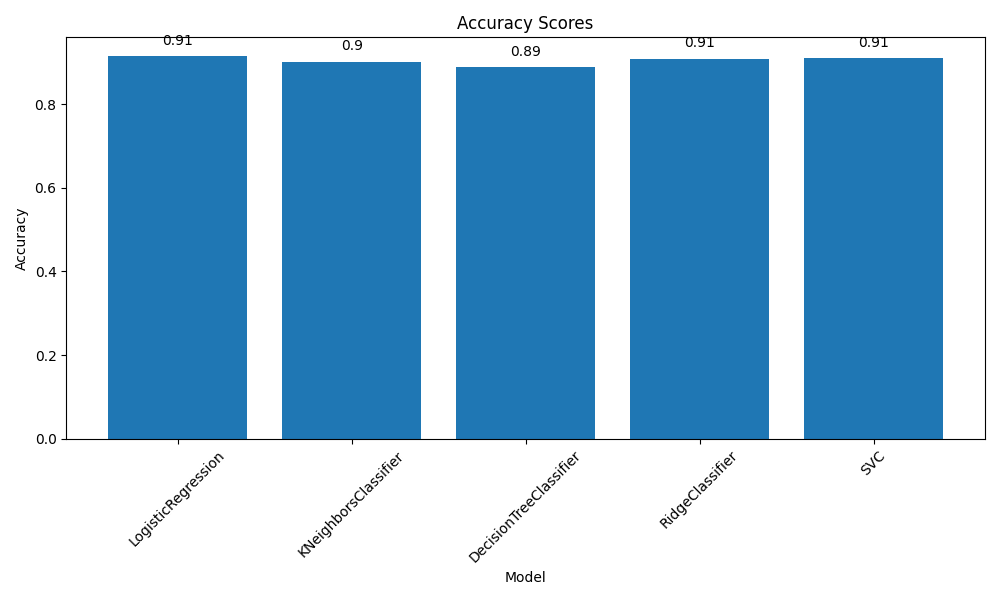 Accuracy Scores
0.91
0.9
0.89
0.91
0.91
Accuracy
0.8
0.6
0.4
0.2
0.0
LogisticRegression
KNeighborsClassifier
DecisionTreeClassifier
RidgeClassifier
SVC
Model